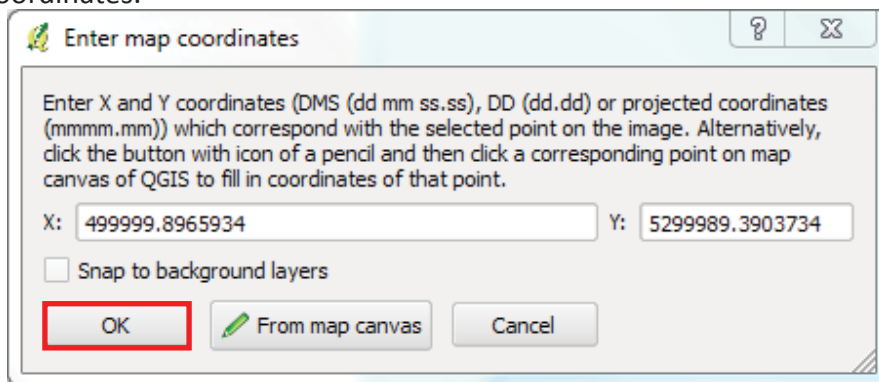 Enter map coordinates
Enter X and Y coordinates (DMS (dd mm ss.ss), DD (dd.dd) or projected coordinates
(mmmm.mm)) which correspond with the selected point on the image. Alternatively,
click the button with icon of a pencil and then click a corresponding point on map
canvas of QGIS to fill in coordinates of that point.
X: 499999.8965934 Y: 5299989.3903734
Snap to background layers
OK From map canvas Cancel